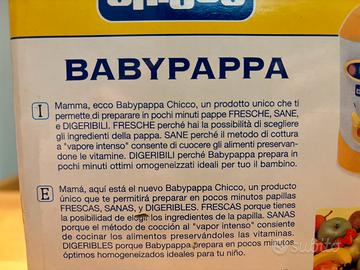 chicco
BABYPAPPA
I
Mamma, ecco Babypappa Chicco, un prodotto unico che ti
permette di preparare in pochi minuti pappe FRESCHE, SANE,
e DIGERIBILI. FRESCHE perché hai la possibilità di scegliere
gli ingredienti della pappa. SANE perché il metodo di cottura
a "vapore intenso" consente di cuocere gli alimenti preservan-
done le vitamine. DIGERIBILI perché Babypappa prepara in
pochi minuti ottimi omogeneizzati ideali per tuo il bambino.
E
Mamá, aquí está el nuevo Babypappa Chicco, un producto
único que te permitirá preparar en pocos minutos papillas
FRESCAS, SANAS, y DIGERIBLES. FRESCAS porque tienes
la posibilidad de elegir los ingredientes de la papilla. SANAS
porque el método de cocción al "vapor intenso" consiente
de cocinar los alimentos preservándoles las vitaminas.
DIGERIBLES porque Babypappa prepara en pocos minutos
óptimos homogeneizados ideales para tu niño.
subito